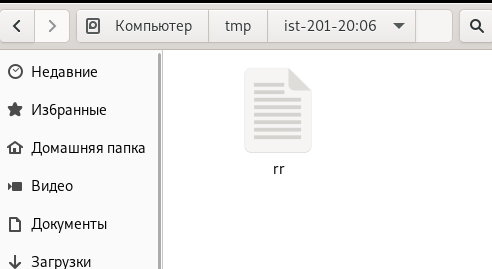 Компьютер tmp ist-201-20:06
Недавние
Избранные
Домашняя папка
Видео
Документы
Загрузки
rr